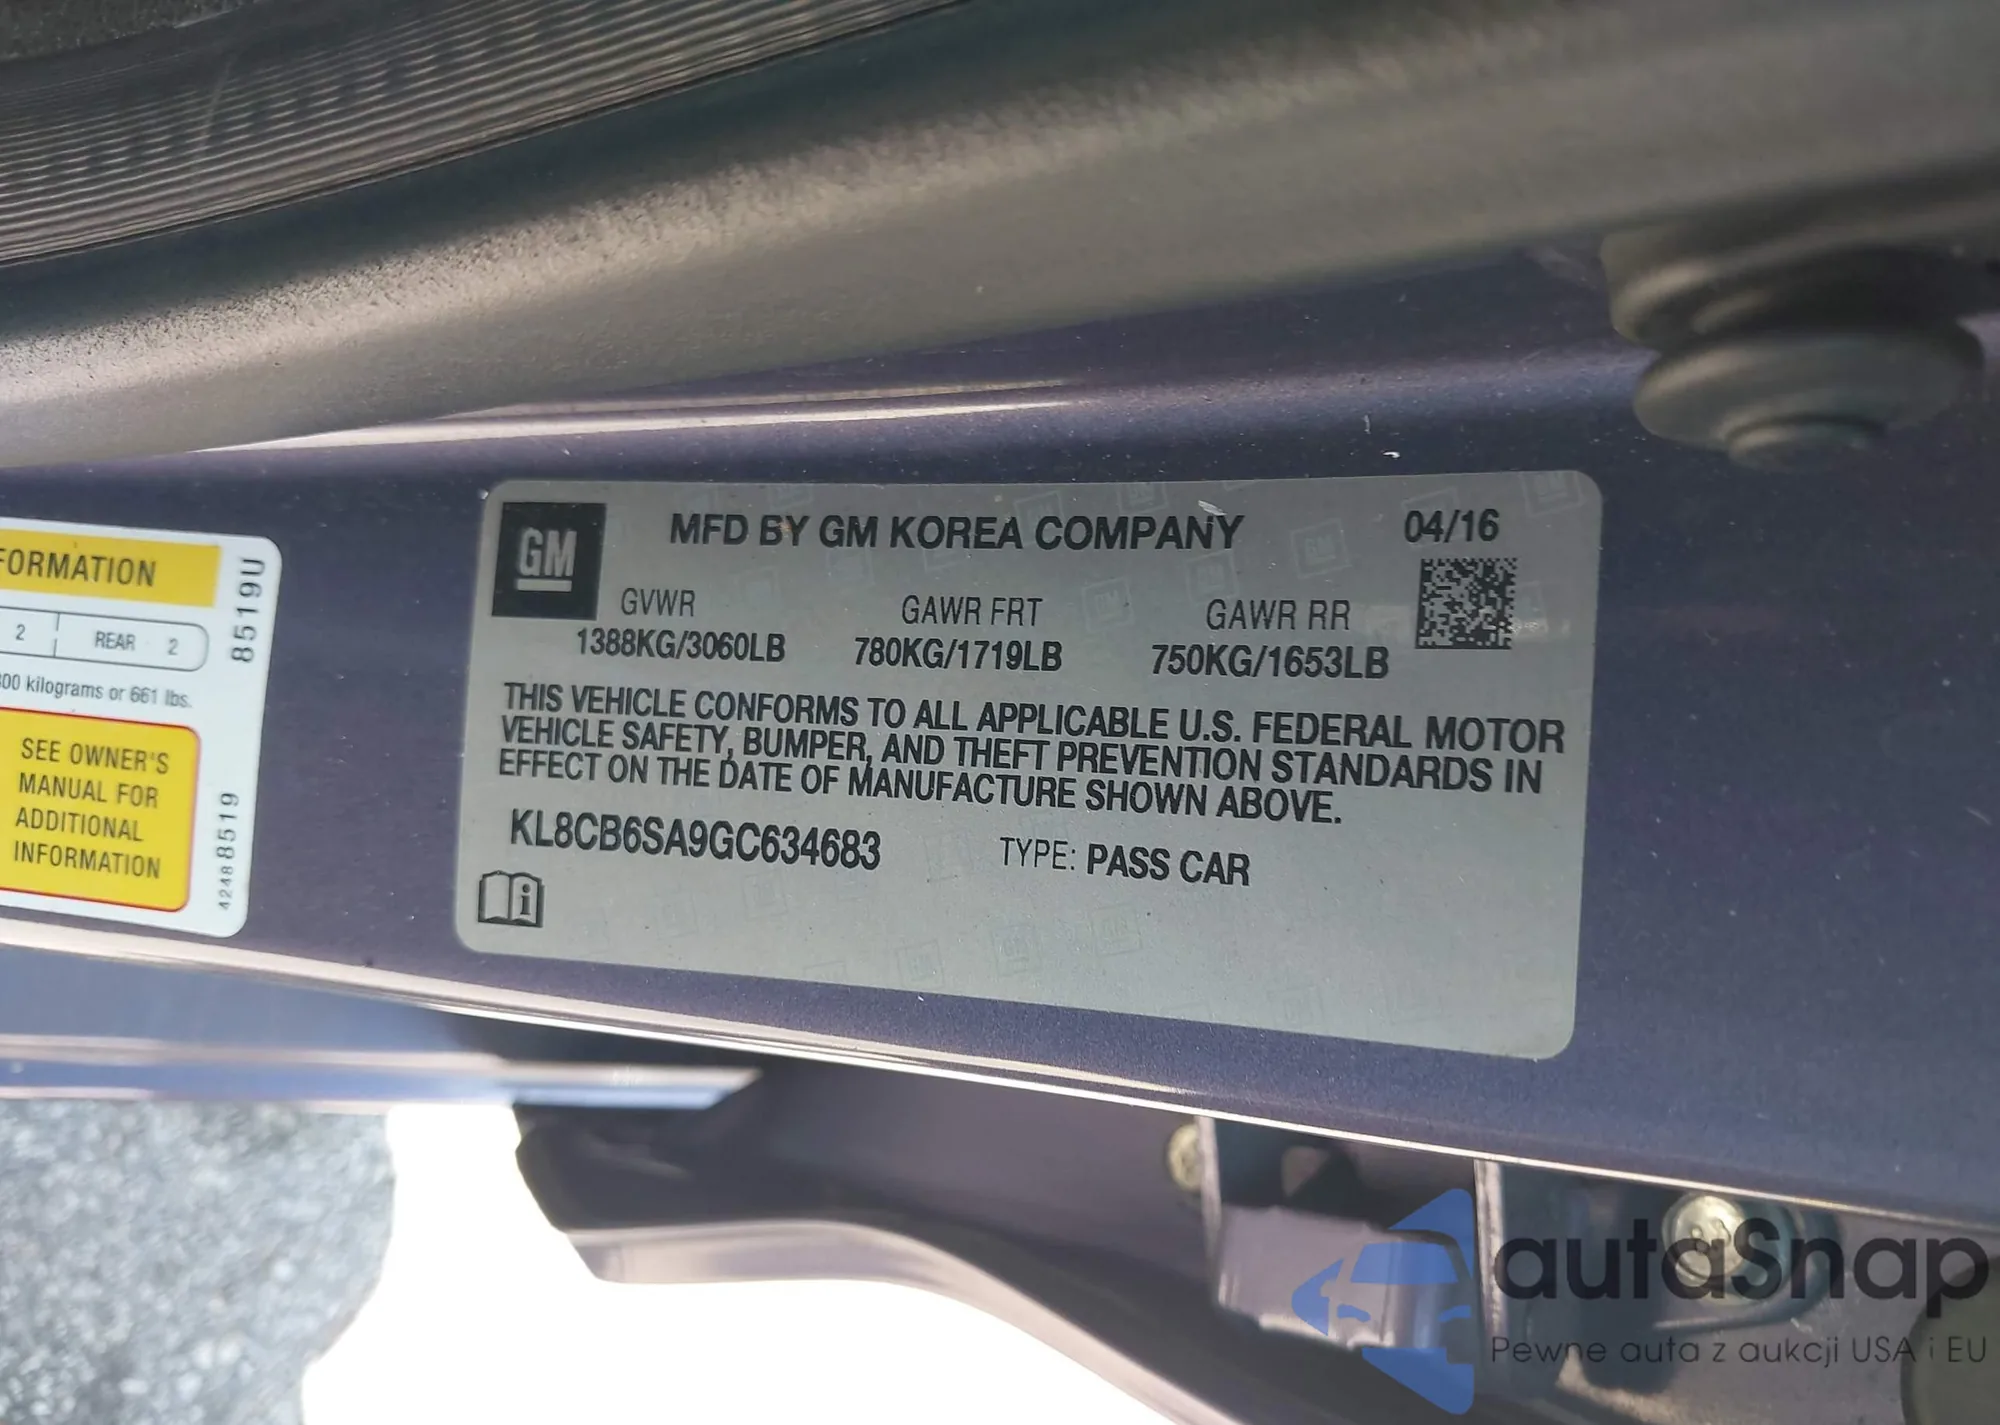 FORMATION
2 REAR 2
00 kilograms or 661 lbs.
SEE OWNER'S
MANUAL FOR
ADDITIONAL
INFORMATION
8519U
42488519
GM
MFD BY GM KOREA COMPANY 04/16
GVWR GAWR FRT GAWR RR
1388KG/3060LB 780KG/1719LB 750KG/1653LB
THIS VEHICLE CONFORMS TO ALL APPLICABLE U.S. FEDERAL MOTOR
VEHICLE SAFETY, BUMPER, AND THEFT PREVENTION STANDARDS IN
EFFECT ON THE DATE OF MANUFACTURE SHOWN ABOVE.
KL8CB6SA9GC634683 TYPE: PASS CAR
i
autaSnap
Pewne auta z aukcji USA i EU